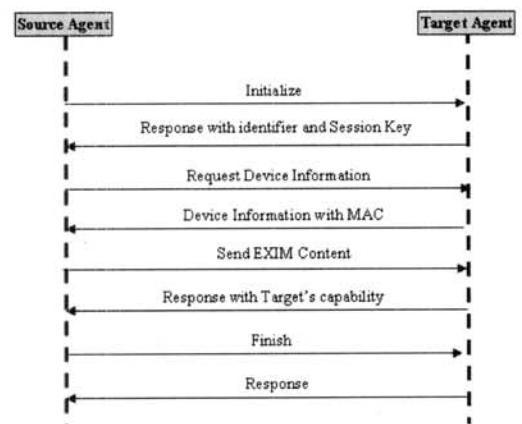 Source Agent
Target Agent
Initialize
Response with identifier and Session Key
Request Device Information
Device Information with MAC
Send EXIM Content
Response with Target's capability
Finish
Response